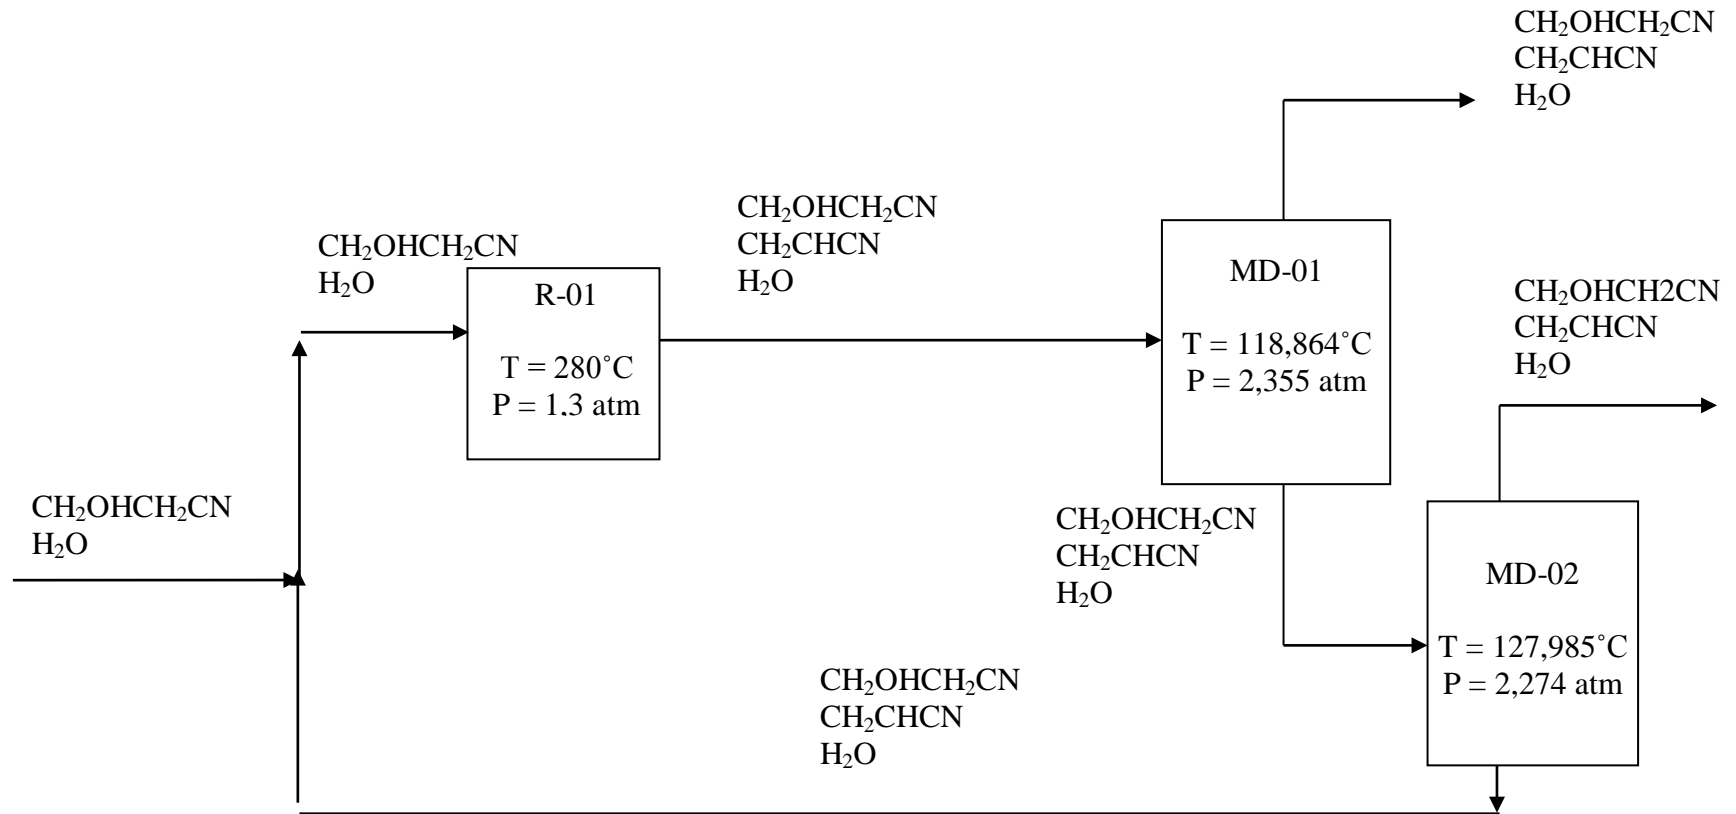 CH₂OHCH₂CN
CH₂CHCN
H₂O
CH₂OHCH₂CN
CH₂CHCN
H₂O
CH₂OHCH₂CN
H₂O
R-01
T = 280˚C
P = 1,3 atm
MD-01
T = 118,864˚C
P = 2,355 atm
CH₂OHCH2CN
CH₂CHCN
H₂O
CH₂OHCH₂CN
H₂O
CH₂OHCH₂CN
CH₂CHCN
H₂O
MD-02
T = 127,985˚C
P = 2,274 atm
CH₂OHCH₂CN
CH₂CHCN
H₂O